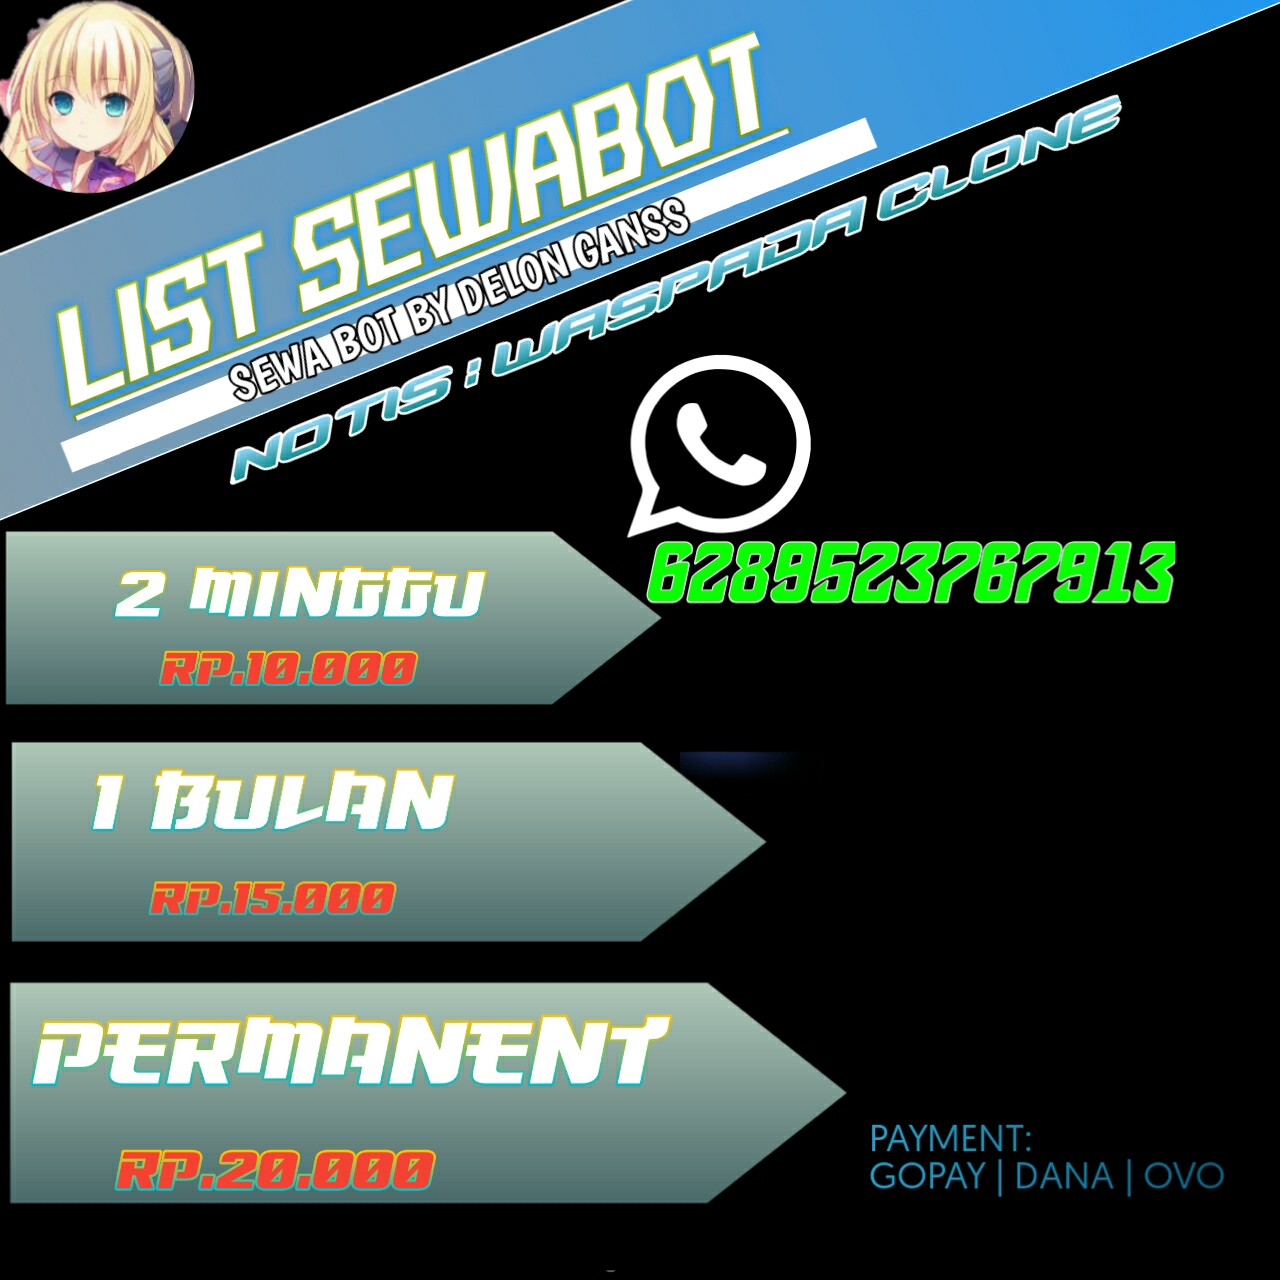 LIST SEWABOT
SEWA BOT BY DELON GANSS
NOTIS : WASPADA CLONE
6289523767913
2 MINGGU
RP.10.000
1 BULAN
RP.15.000
PERMANENT
RP.20.000
PAYMENT:
GOPAY | DANA | OVO